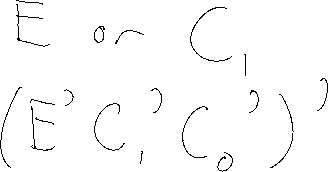 E or C₁
(E' C₁' C₀')'